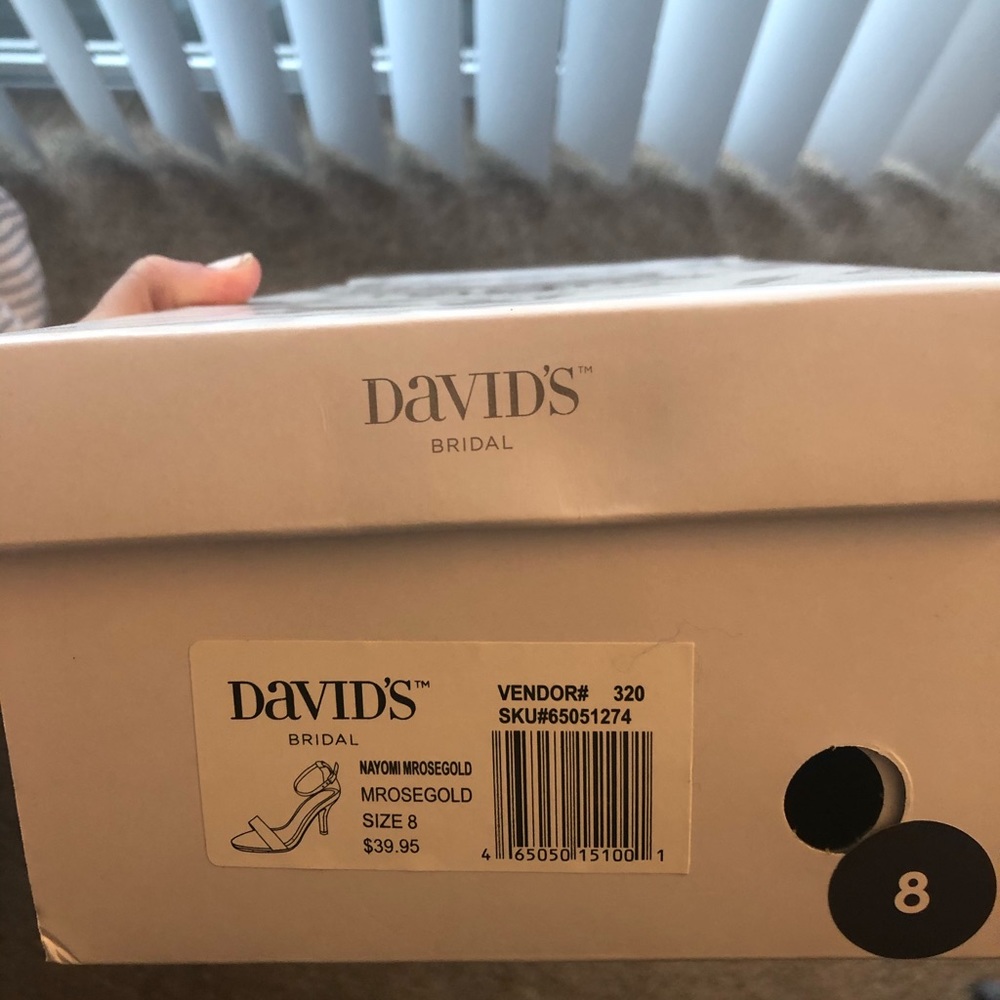 DaVID'S™
BRIDAL
DaVID'S™
BRIDAL
NAYOMI MROSEGOLD
MROSEGOLD
SIZE 8
$39.95
VENDOR# 320
SKU#65051274
4 65050 15100 1
8